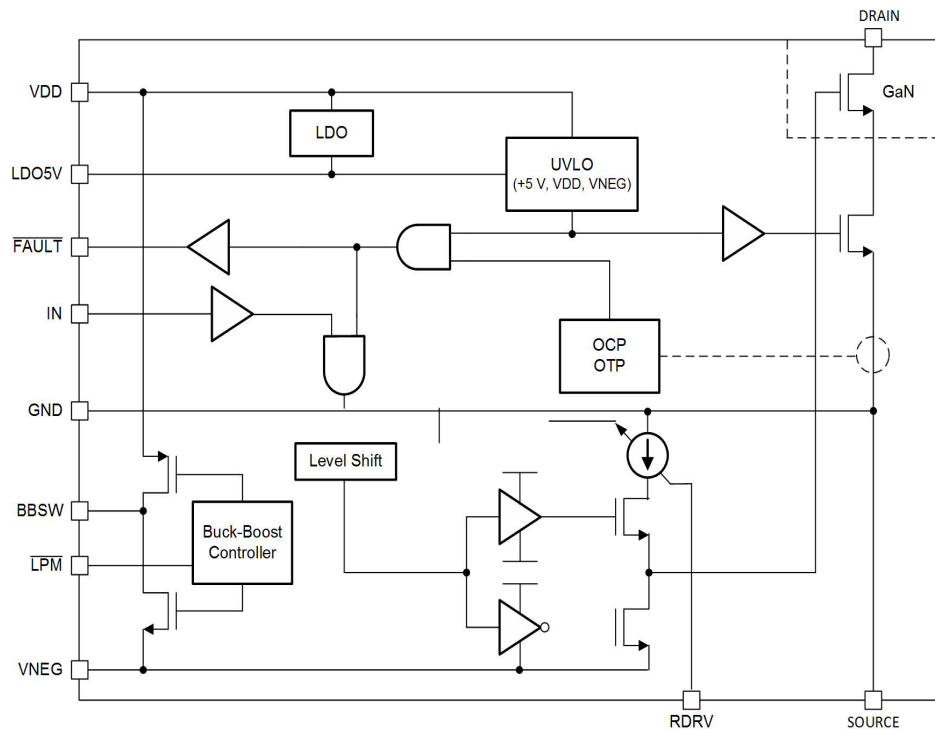 DRAIN
VDD
GaN
LDO
UVLO
(+5 V, VDD, VNEG)
LDO5V
FAULT
IN
OCP
OTP
GND
Level Shift
BBSW
Buck-Boost
Controller
LPM
VNEG
RDRV
SOURCE